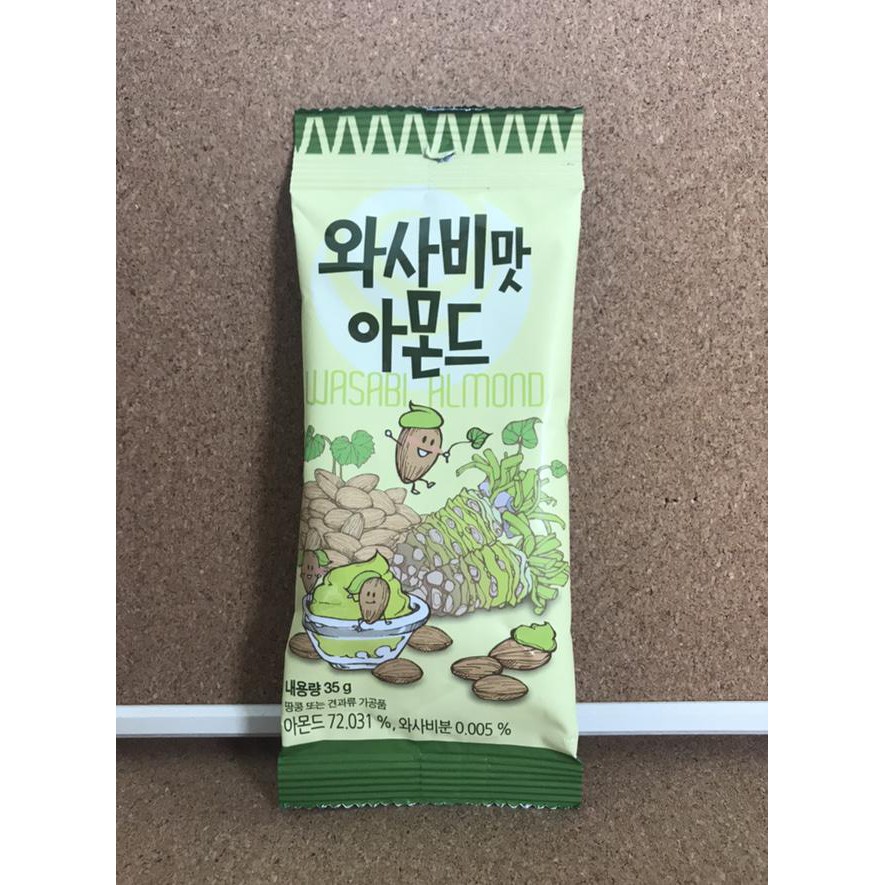 와사비맛
아몬드
WASABI ALMOND
내용량 35 g
땅콩 또는 견과류 가공품
아몬드 72.031 %, 와사비분 0.005 %